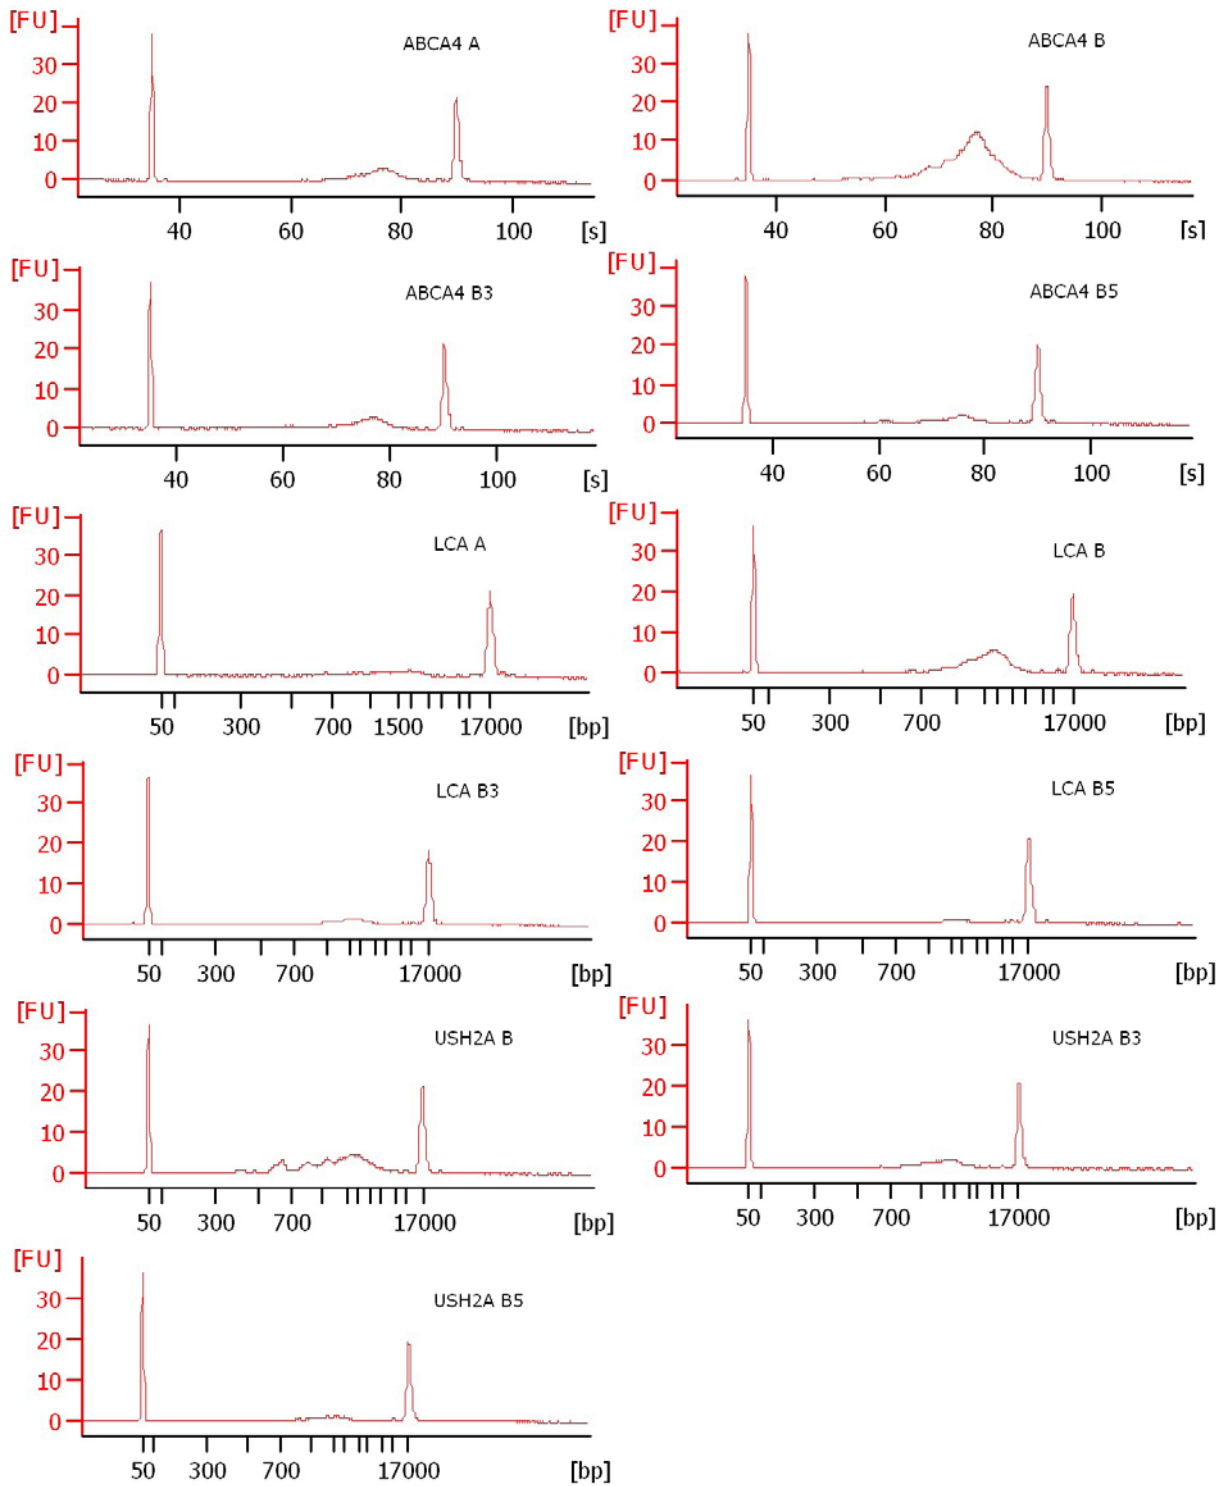 [FU]
ABCA4 A
30
20
10
0
40 60 80 100 [s]
[FU]
ABCA4 B
30
20
10
0
40 60 80 100 [s]
[FU]
ABCA4 B3
30
20
10
0
40 60 80 100 [s]
[FU]
ABCA4 B5
30
20
10
0
40 60 80 100 [s]
[FU]
LCA A
30
20
10
0
50 300 700 1500 17000 [bp]
[FU]
LCA B
30
20
10
0
50 300 700 17000 [bp]
[FU]
LCA B3
30
20
10
0
50 300 700 17000 [bp]
[FU]
LCA B5
30
20
10
0
50 300 700 17000 [bp]
[FU]
USH2A B
30
20
10
0
50 300 700 17000 [bp]
[FU]
USH2A B3
30
20
10
0
50 300 700 17000 [bp]
[FU]
USH2A B5
30
20
10
0
50 300 700 17000 [bp]